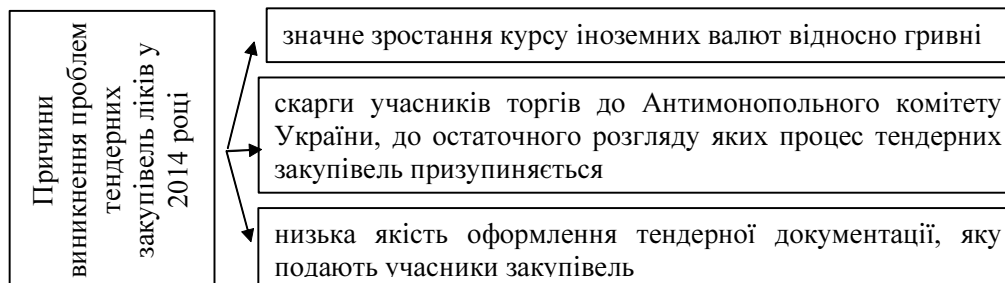 Причини
виникнення проблем
тендерних
закупівель ліків у
2014 році
значне зростання курсу іноземних валют відносно гривні
скарги учасників торгів до Антимонопольного комітету
України, до остаточного розгляду яких процес тендерних
закупівель призупиняється
низька якість оформлення тендерної документації, яку
подають учасники закупівель